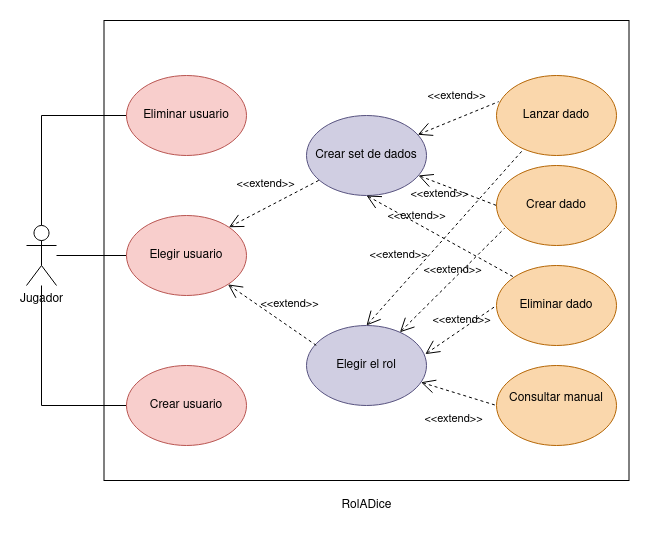 Eliminar usuario
<<extend>>
Lanzar dado
Crear set de dados
<<extend>>
<<extend>>
Crear dado
<<extend>>
Elegir usuario
<<extend>>
<<extend>>
Jugador
<<extend>>
Eliminar dado
<<extend>>
Elegir el rol
Crear usuario
Consultar manual
<<extend>>
RolADice